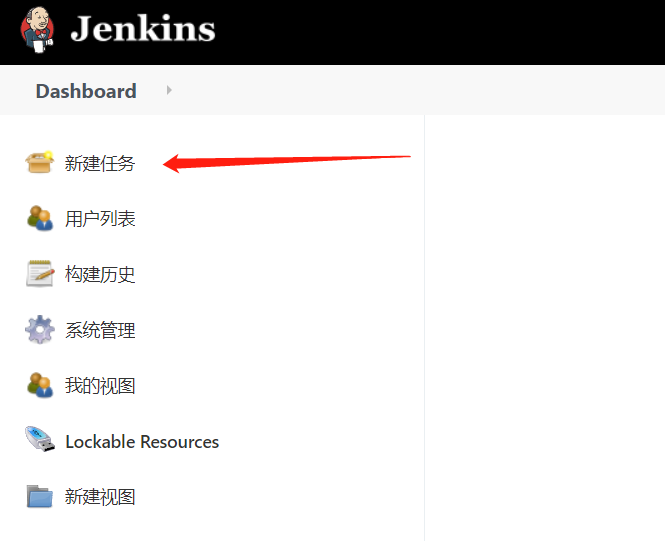 Jenkins
Dashboard
新建任务
用户列表
构建历史
系统管理
我的视图
Lockable Resources
新建视图